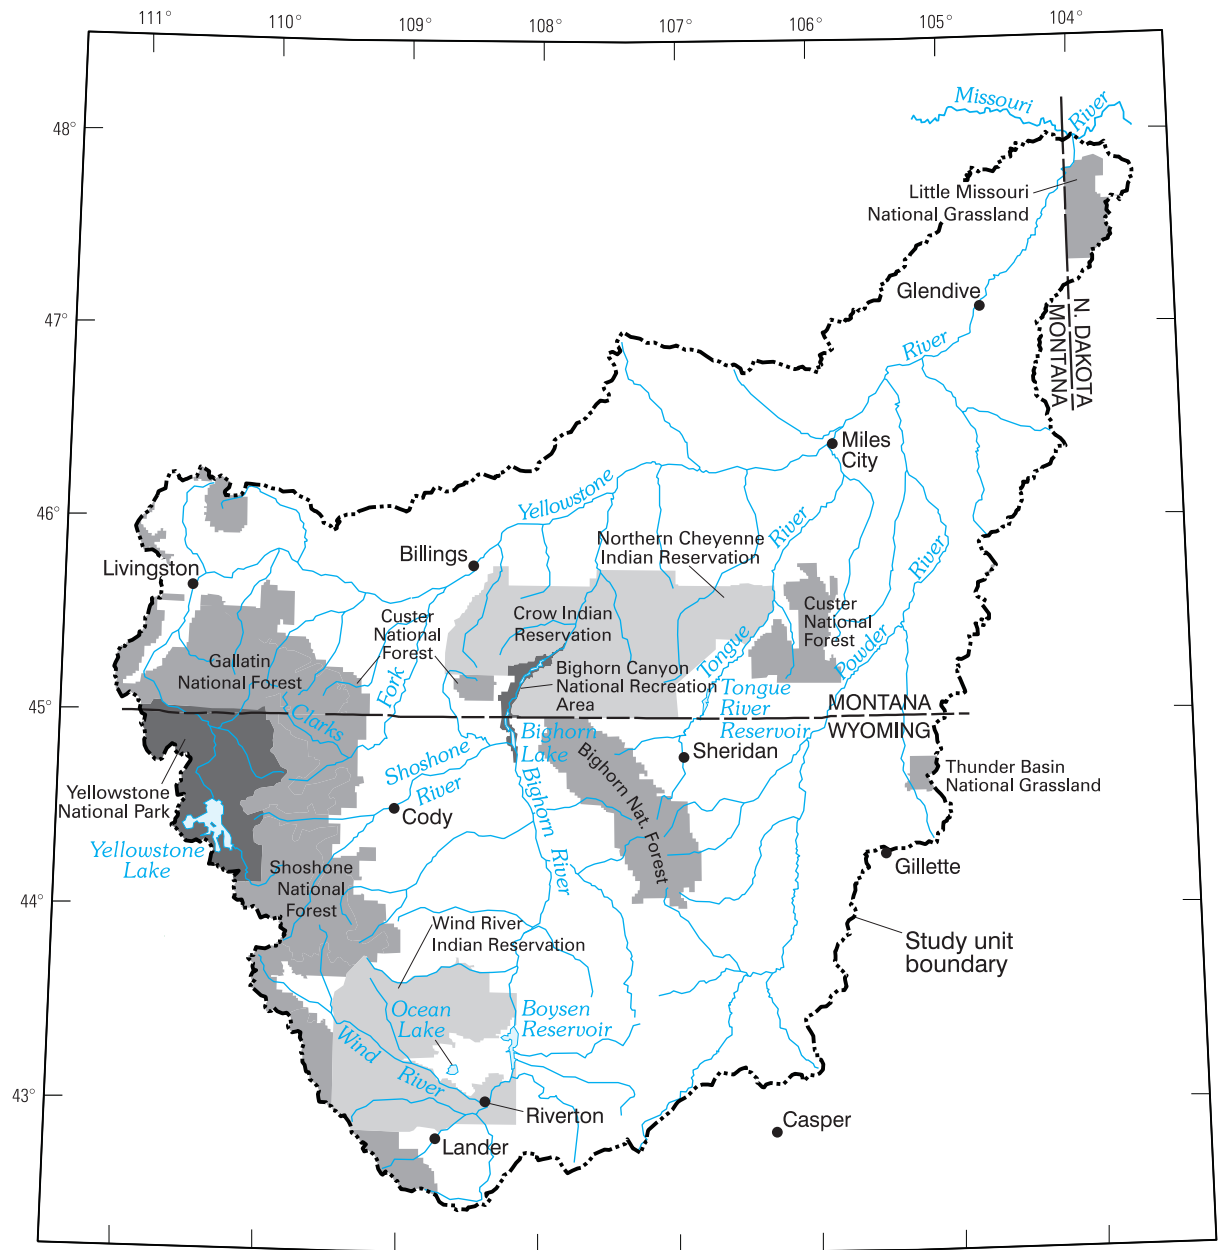 111°
110°
109°
108°
107°
106°
105°
104°
Missouri
River
48°
Little Missouri
National Grassland
Glendive
47°
N. DAKOTA
MONTANA
River
Miles
City
Yellowstone
46°
Billings
Northern Cheyenne
Indian Reservation
River
River
Livingston
Custer
National
Forest
Crow Indian
Reservation
Custer
National
Forest
Gallatin
National Forest
Fork
Bighorn Canyon
National Recreation
Area
Tongue
Powder
Tongue
River
Reservoir
45°
Clarks
MONTANA
WYOMING
Bighorn
Lake
Sheridan
Shoshone
River
Bighorn Nat. Forest
Thunder Basin
National Grassland
Yellowstone
National Park
Cody
Bighorn
River
Yellowstone
Lake
Gillette
Shoshone
National
Forest
44°
Wind River
Indian Reservation
Study unit
boundary
Ocean
Lake
Boysen
Reservoir
Wind
River
43°
Riverton
Casper
Lander